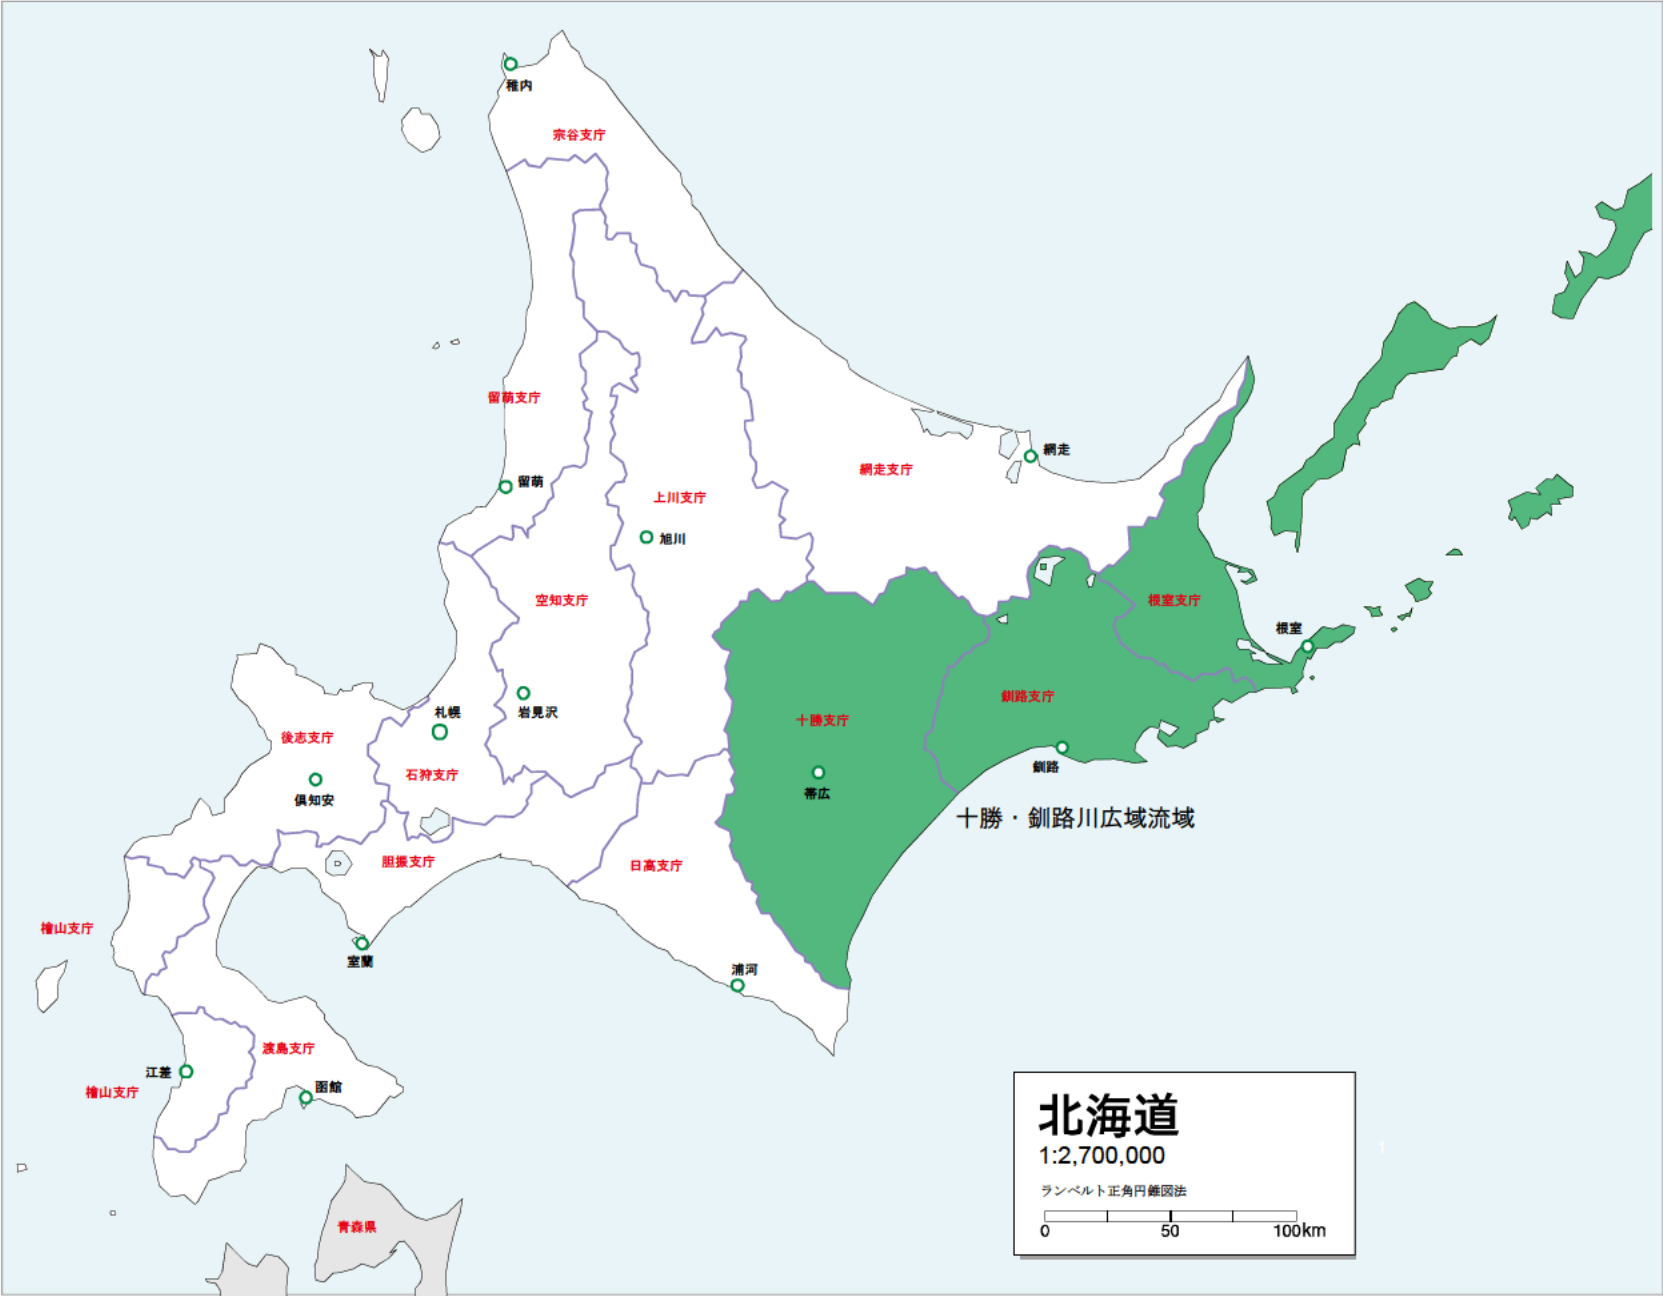 稚内
宗谷支庁
留萌支庁
網走
網走支庁
留萌
上川支庁
旭川
空知支庁
根室支庁
根室
釧路支庁
札幌
岩見沢
十勝支庁
後志支庁
石狩支庁
釧路
倶知安
帯広
十勝・釧路川広域流域
胆振支庁
日高支庁
檜山支庁
室蘭
浦河
渡島支庁
江差
函館
檜山支庁
青森県
北海道
1:2,700,000
ランベルト正角円錐図法
0 50 100km
1